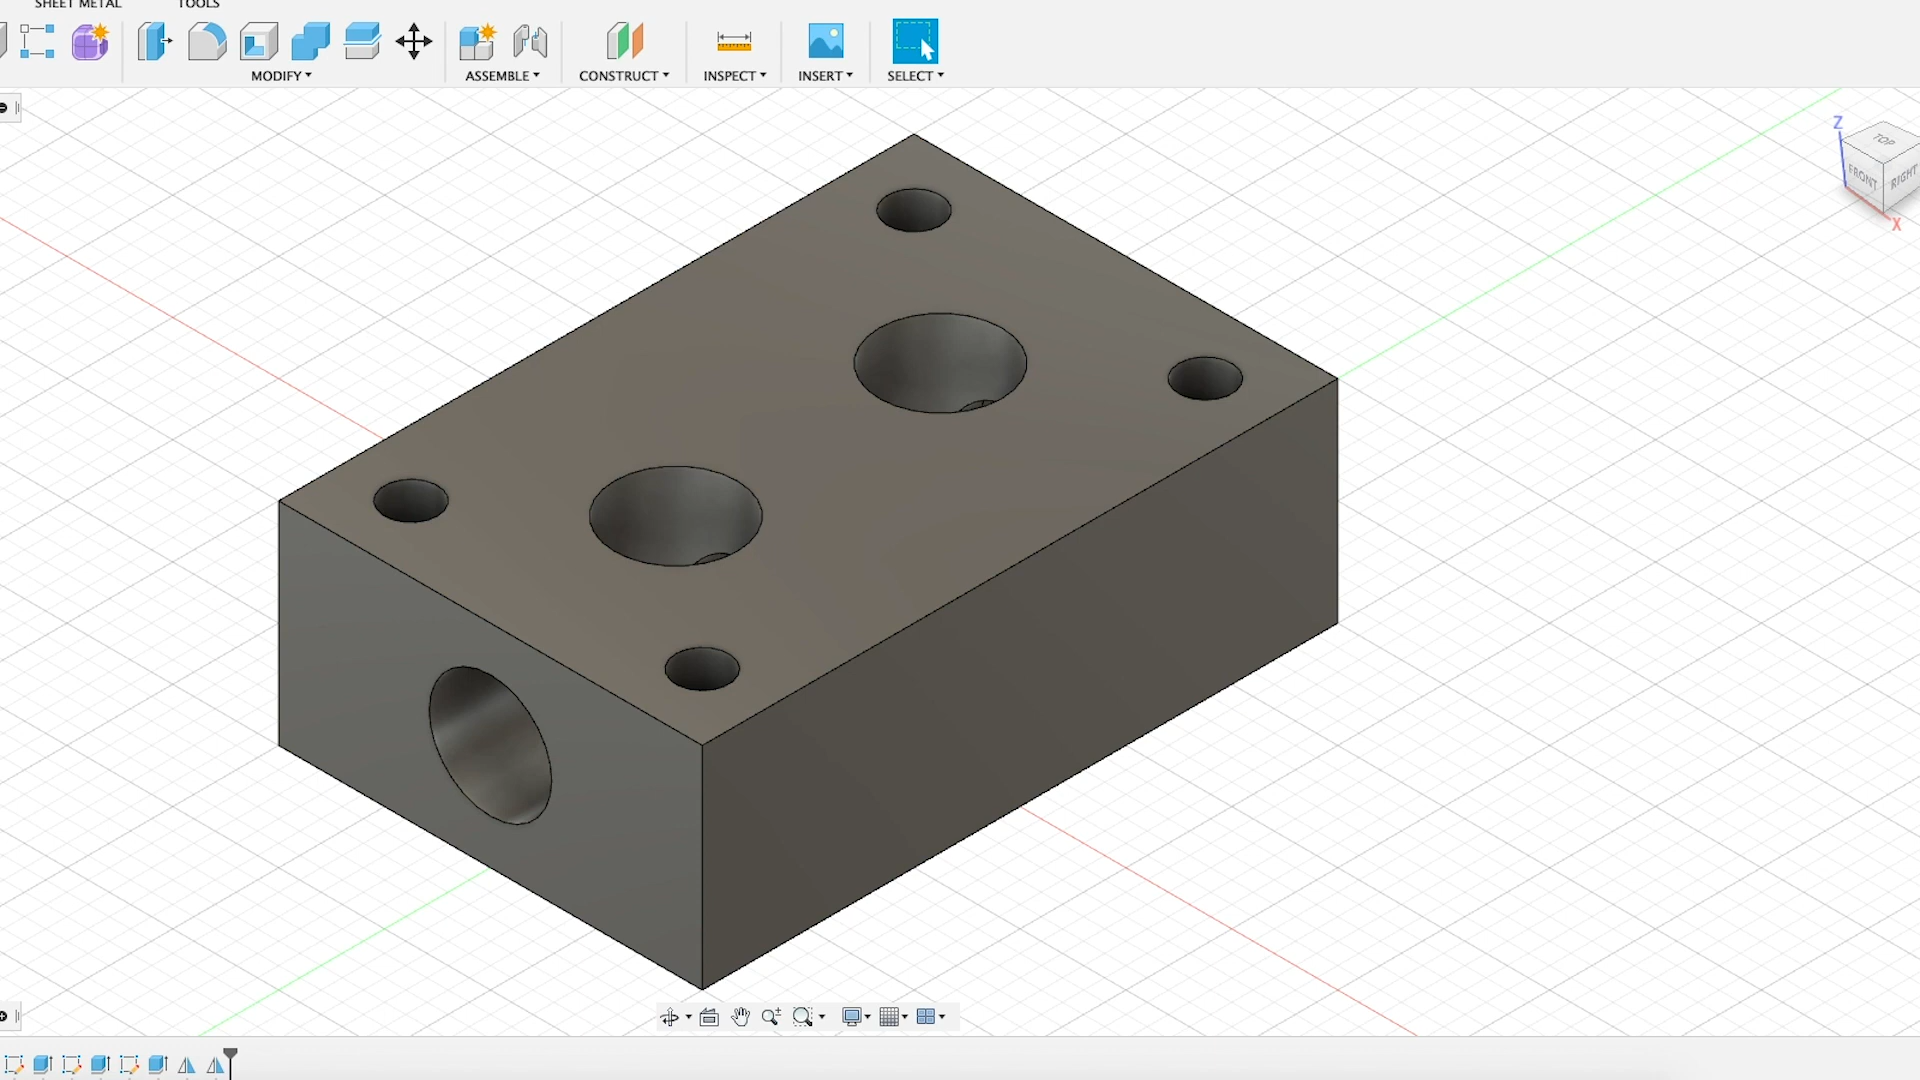 SHEET METAL TOOLS
MODIFY ASSEMBLE CONSTRUCT INSPECT INSERT SELECT
Z
TOP
FRONT RIGHT
X